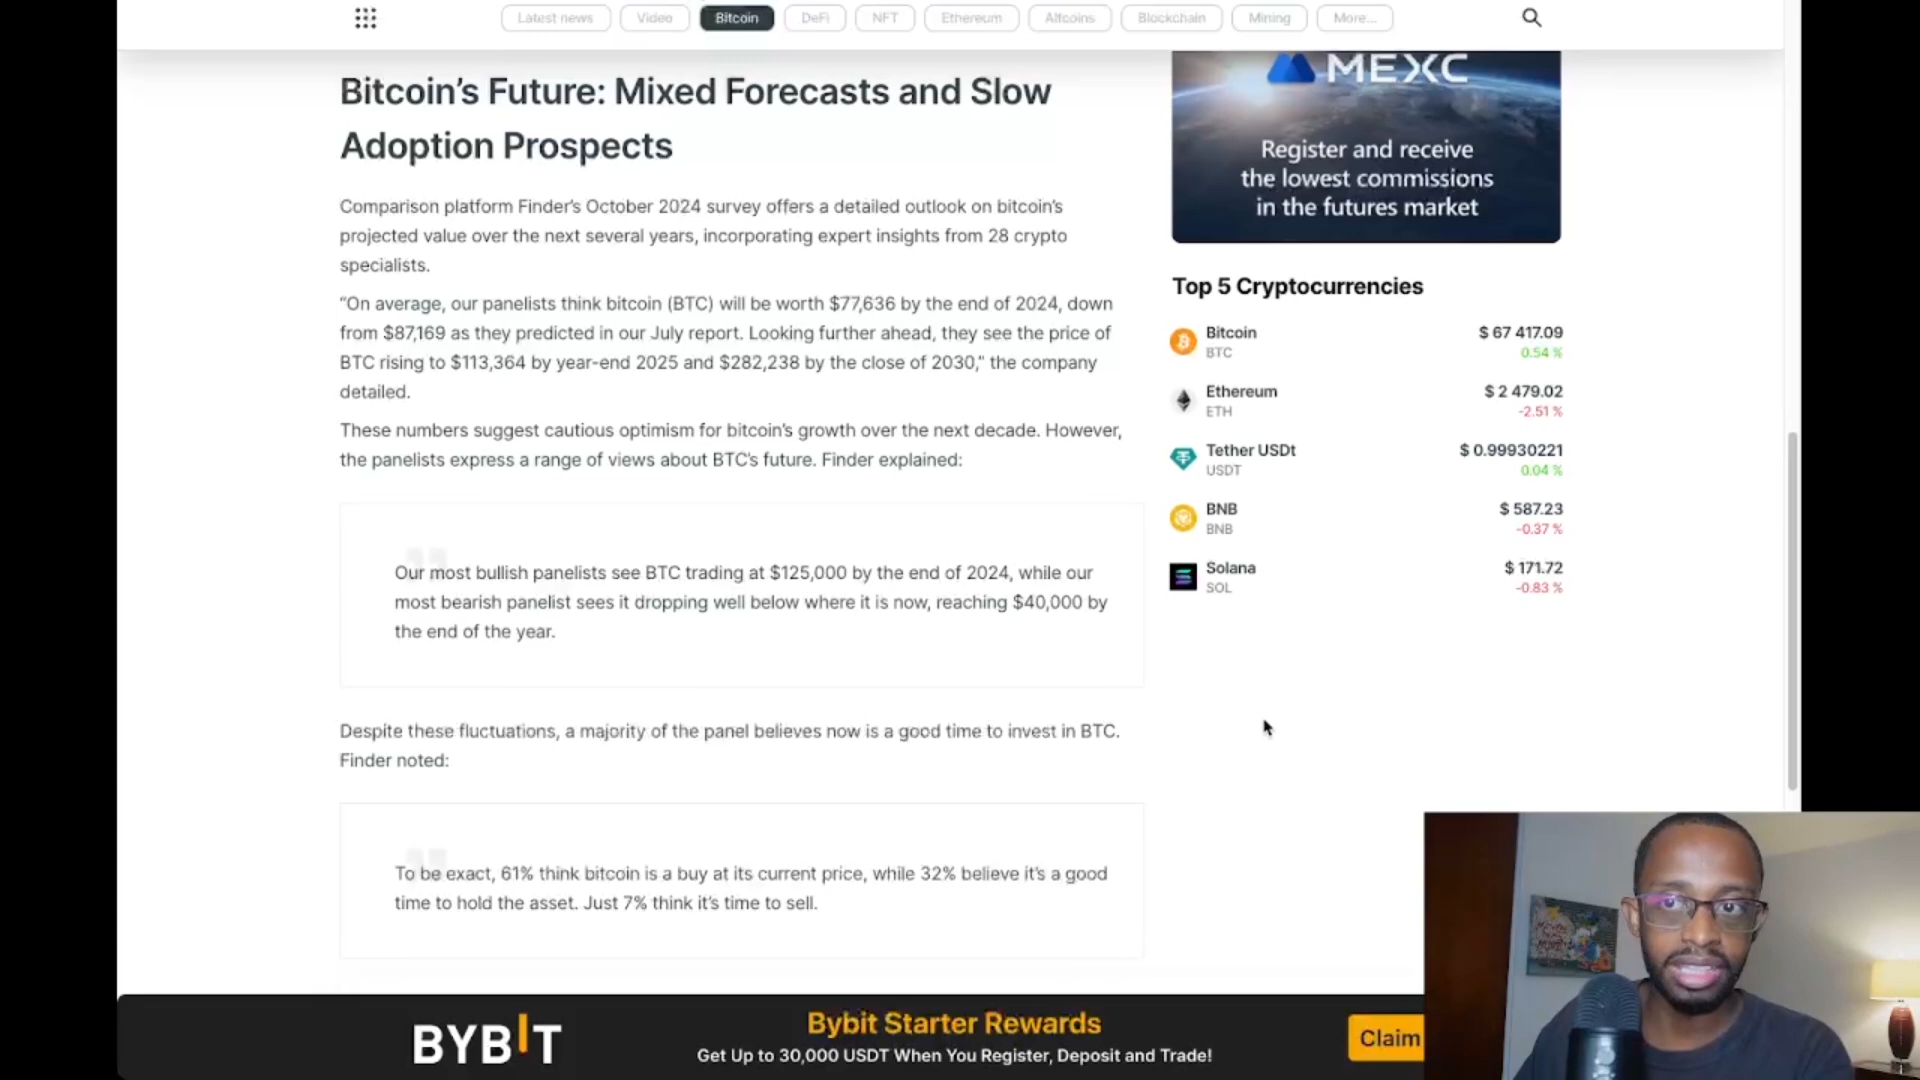 Latest news
Video
Bitcoin
DeFi
NFT
Ethereum
Altcoins
Blockchain
Mining
More...
Bitcoin’s Future: Mixed Forecasts and Slow
Adoption Prospects
Comparison platform Finder’s October 2024 survey offers a detailed outlook on bitcoin’s
projected value over the next several years, incorporating expert insights from 28 crypto
specialists.
“On average, our panelists think bitcoin (BTC) will be worth $77,636 by the end of 2024, down
from $87,169 as they predicted in our July report. Looking further ahead, they see the price of
BTC rising to $113,364 by year-end 2025 and $282,238 by the close of 2030,” the company
detailed.
These numbers suggest cautious optimism for bitcoin’s growth over the next decade. However,
the panelists express a range of views about BTC’s future. Finder explained:
Our most bullish panelists see BTC trading at $125,000 by the end of 2024, while our
most bearish panelist sees it dropping well below where it is now, reaching $40,000 by
the end of the year.
Despite these fluctuations, a majority of the panel believes now is a good time to invest in BTC.
Finder noted:
To be exact, 61% think bitcoin is a buy at its current price, while 32% believe it’s a good
time to hold the asset. Just 7% think it’s time to sell.
MEXC
Register and receive
the lowest commissions
in the futures market
Top 5 Cryptocurrencies
Bitcoin $ 67 417.09
BTC 0.54 %
Ethereum $ 2 479.02
ETH -2.51 %
Tether USDt $ 0.99930221
USDT 0.04 %
BNB $ 587.23
BNB -0.37 %
Solana $ 171.72
SOL -0.83 %
BYBIT
Bybit Starter Rewards
Get Up to 30,000 USDT When You Register, Deposit and Trade!
Claim